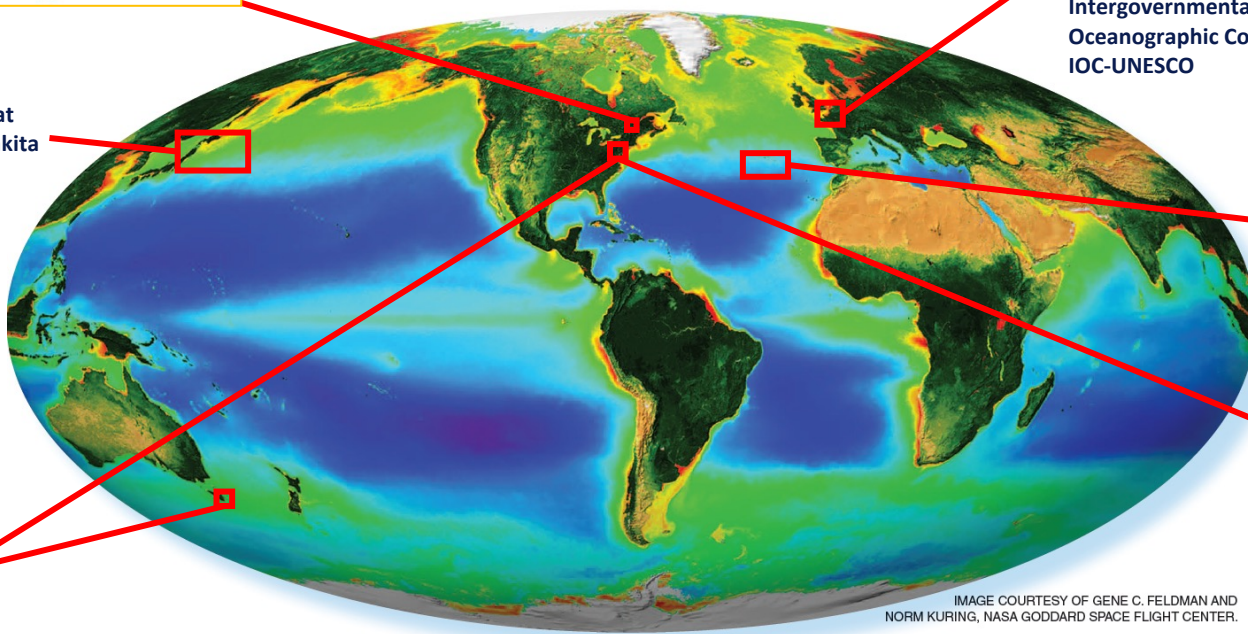 Intergovernmenta
Oceanographic Co
IOC-UNESCO
at
kita
IMAGE COURTESY OF GENE C. FELDMAN AND
NORM KURING, NASA GODDARD SPACE FLIGHT CENTER.